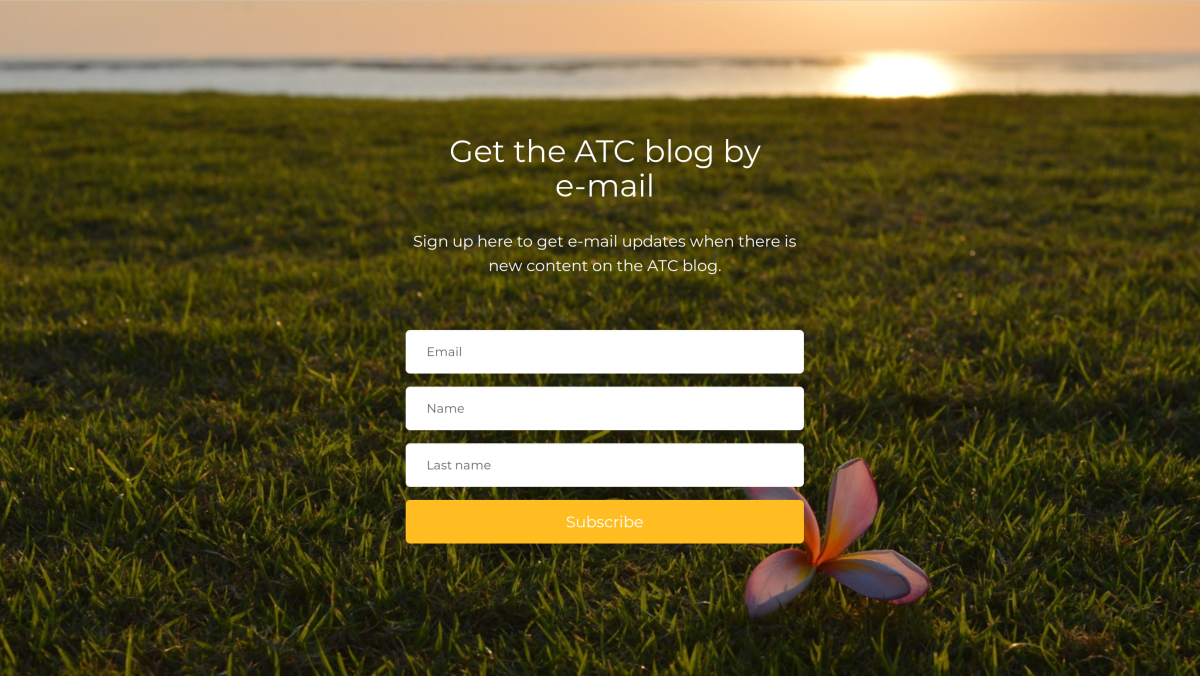 Get the ATC blog by
e-mail
Sign up here to get e-mail updates when there is
new content on the ATC blog.
Email
Name
Last name
Subscribe